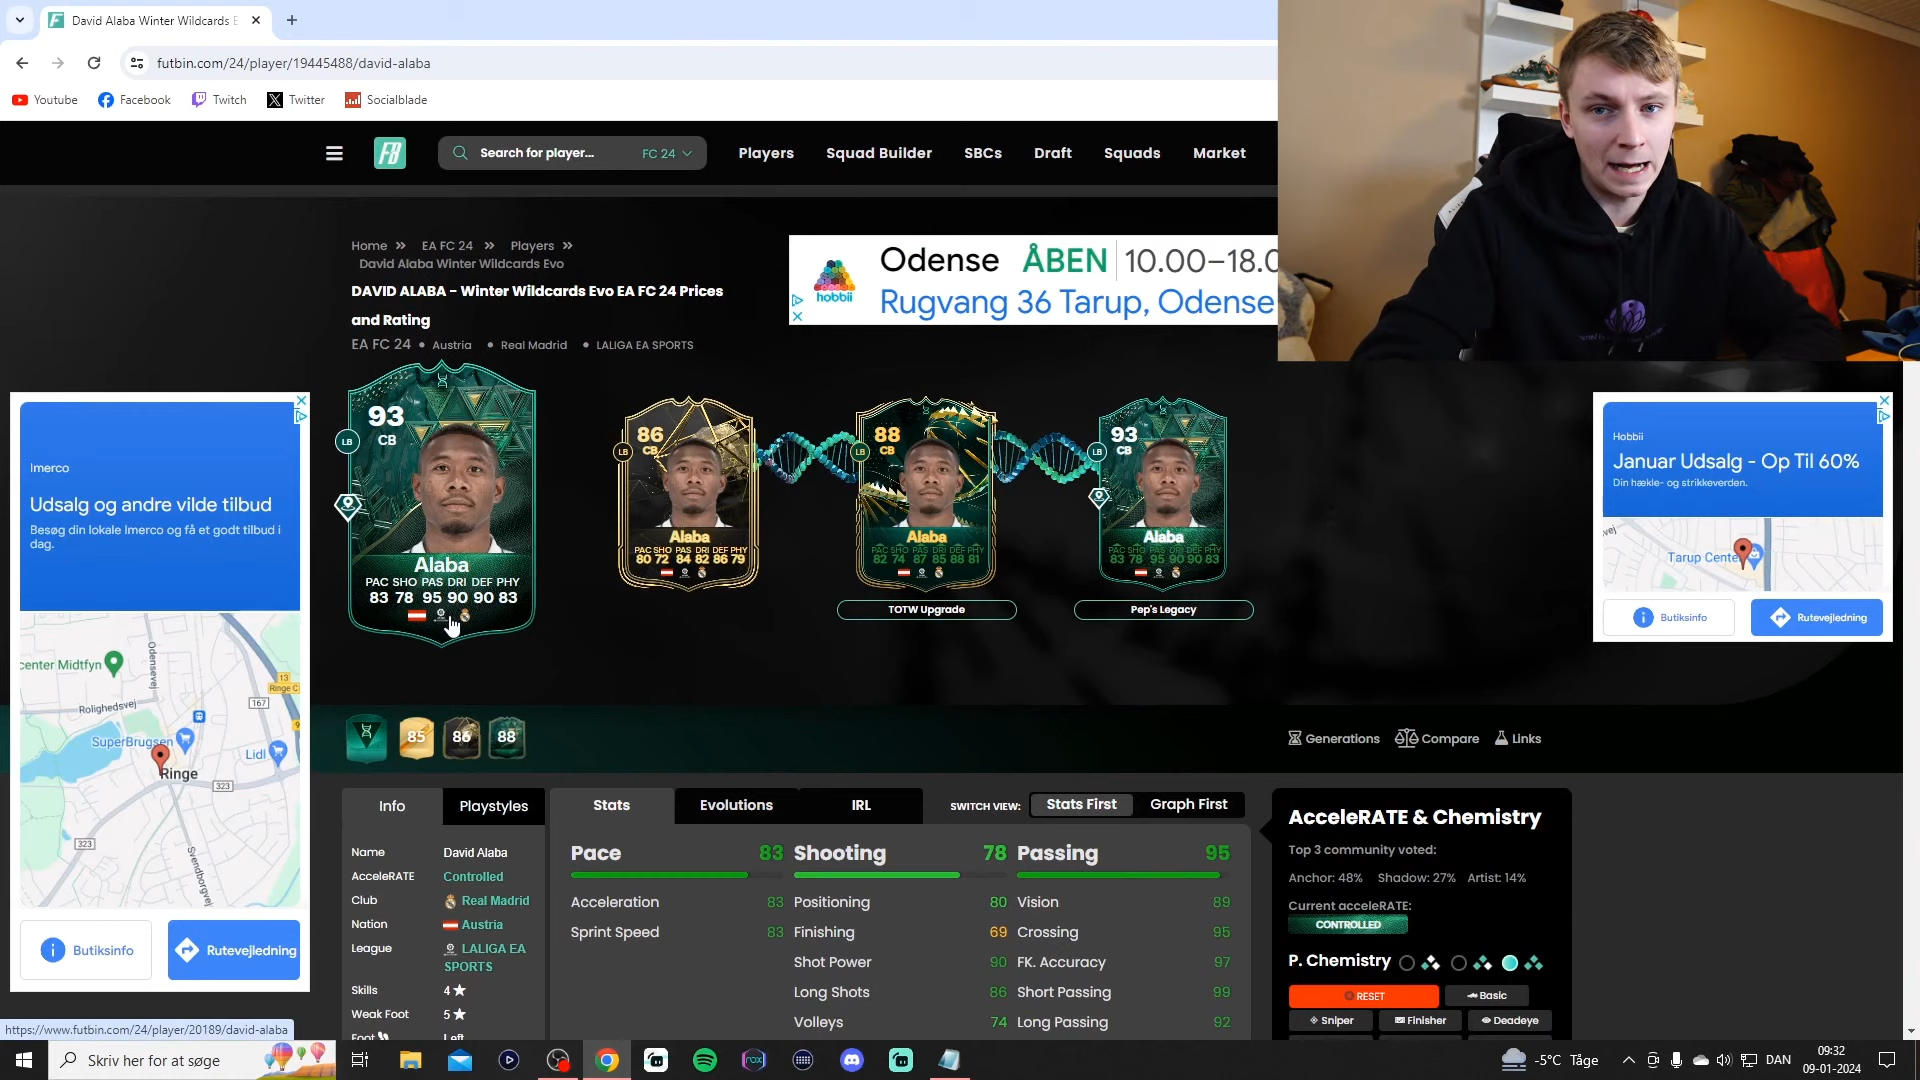 David Alaba Winter Wildcards E
futbin.com/24/player/19445488/david-alaba
Youtube
Facebook
Twitch
Twitter
Socialblade
FB
Search for player...
FC 24
Players
Squad Builder
SBCs
Draft
Squads
Market
Home
EA FC 24
Players
David Alaba Winter Wildcards Evo
DAVID ALABA - Winter Wildcards Evo EA FC 24 Prices
and Rating
EA FC 24 • Austria • Real Madrid • LALIGA EA SPORTS
hobbii
Odense ÅBEN 10.00–18.0
Rugvang 36 Tarup, Odense
93
CB
LB
Alaba
PAC SHO PAS DRI DEF PHY
83 78 95 90 90 83
86
CB
LB
Alaba
PAC SHO PAS DRI DEF PHY
80 72 84 82 86 79
88
CB
LB
Alaba
PAC SHO PAS DRI DEF PHY
82 74 87 85 88 81
TOTW Upgrade
93
CB
LB
Alaba
PAC SHO PAS DRI DEF PHY
83 78 95 90 90 83
Pep's Legacy
Imerco
Udsalg og andre vilde tilbud
Besøg din lokale Imerco og få et godt tilbud i
dag.
center Midtfyn
Odensevej
Rolighedsvej
SuperBrugsen
Ringe
Lidl
Svendborgvej
13
Ringe C
167
323
323
Butiksinfo
Rutevejledning
Hobbii
Januar Udsalg - Op Til 60%
Din hække- og strikkeverden.
Tarup Cente
Butiksinfo
Rutevejledning
85
86
88
Generations
Compare
Links
Info
Playstyles
Name David Alaba
AcceleRATE Controlled
Club Real Madrid
Nation Austria
League LALIGA EA
SPORTS
Skills 4
Weak Foot 5
Foot Left
Stats
Evolutions
IRL
SWITCH VIEW:
Stats First
Graph First
Pace 83
Acceleration 83
Sprint Speed 83
Shooting 78
Positioning 80
Finishing 69
Shot Power 90
Long Shots 86
Volleys 74
Passing 95
Vision 89
Crossing 95
FK. Accuracy 97
Short Passing 99
Long Passing 92
AcceleRATE & Chemistry
Top 3 community voted:
Anchor: 48% Shadow: 27% Artist: 14%
Current acceleRATE:
CONTROLLED
P. Chemistry
RESET
Basic
Sniper
Finisher
Deadeye
https://www.futbin.com/24/player/20189/david-alaba
Skriv her for at søge
-5°C Tåge
DAN
09:32
09-01-2024